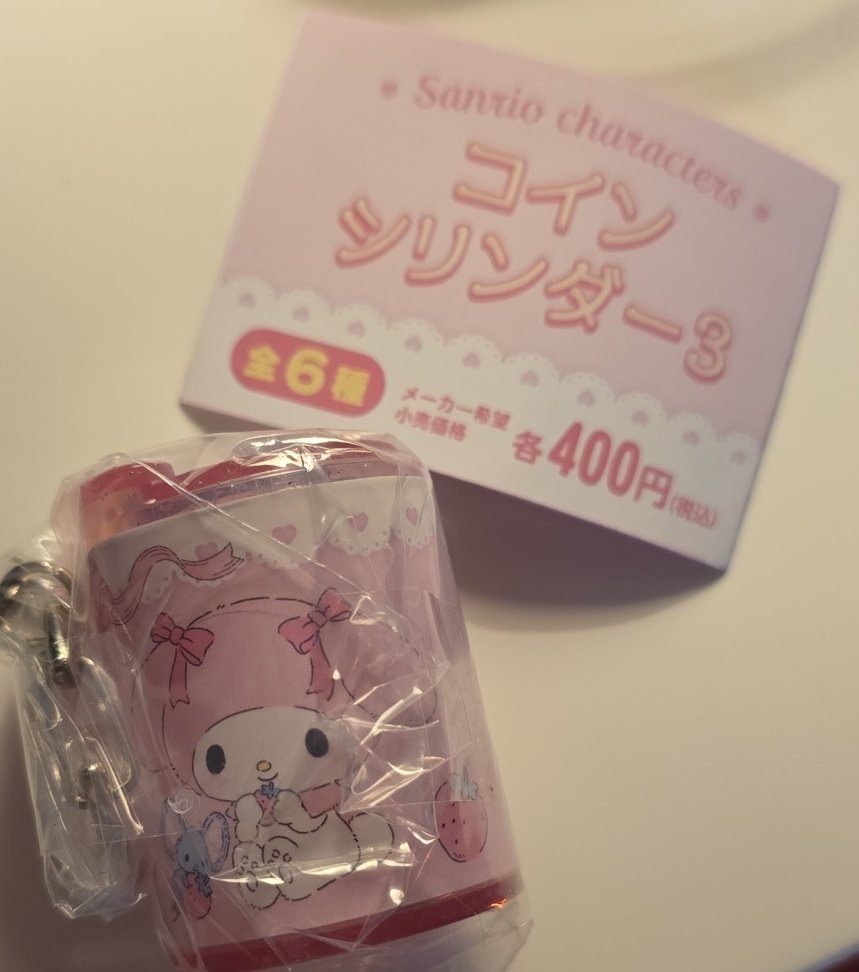 Sanrio characters
コイン
シリンダー3
全6種
メーカー希望
小売価格
各400円(税込)